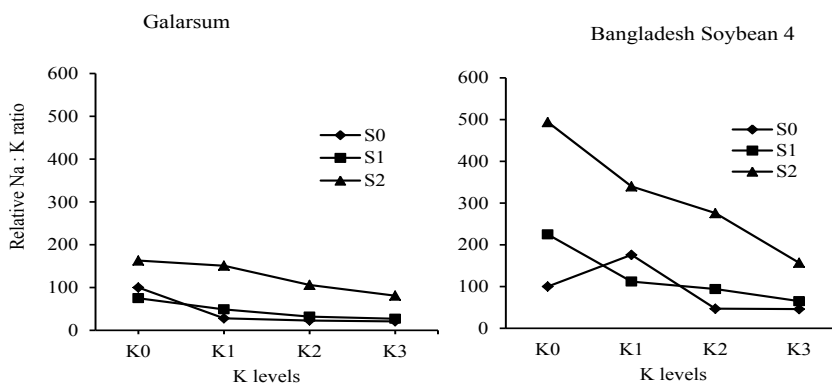 Galarsum
Relative Na : K ratio
600
500
400
300
200
100
0
S0
S1
S2
K0 K1 K2 K3
K levels
Bangladesh Soybean 4
600
500
400
300
200
100
0
S0
S1
S2
K0 K1 K2 K3
K levels